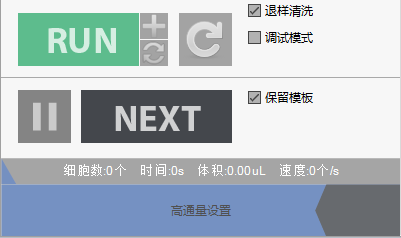 RUN
退样清洗
调试模式
NEXT
保留模板
细胞数:0个 时间:0s 体积:0.00uL 速度:0个/s
高通量设置